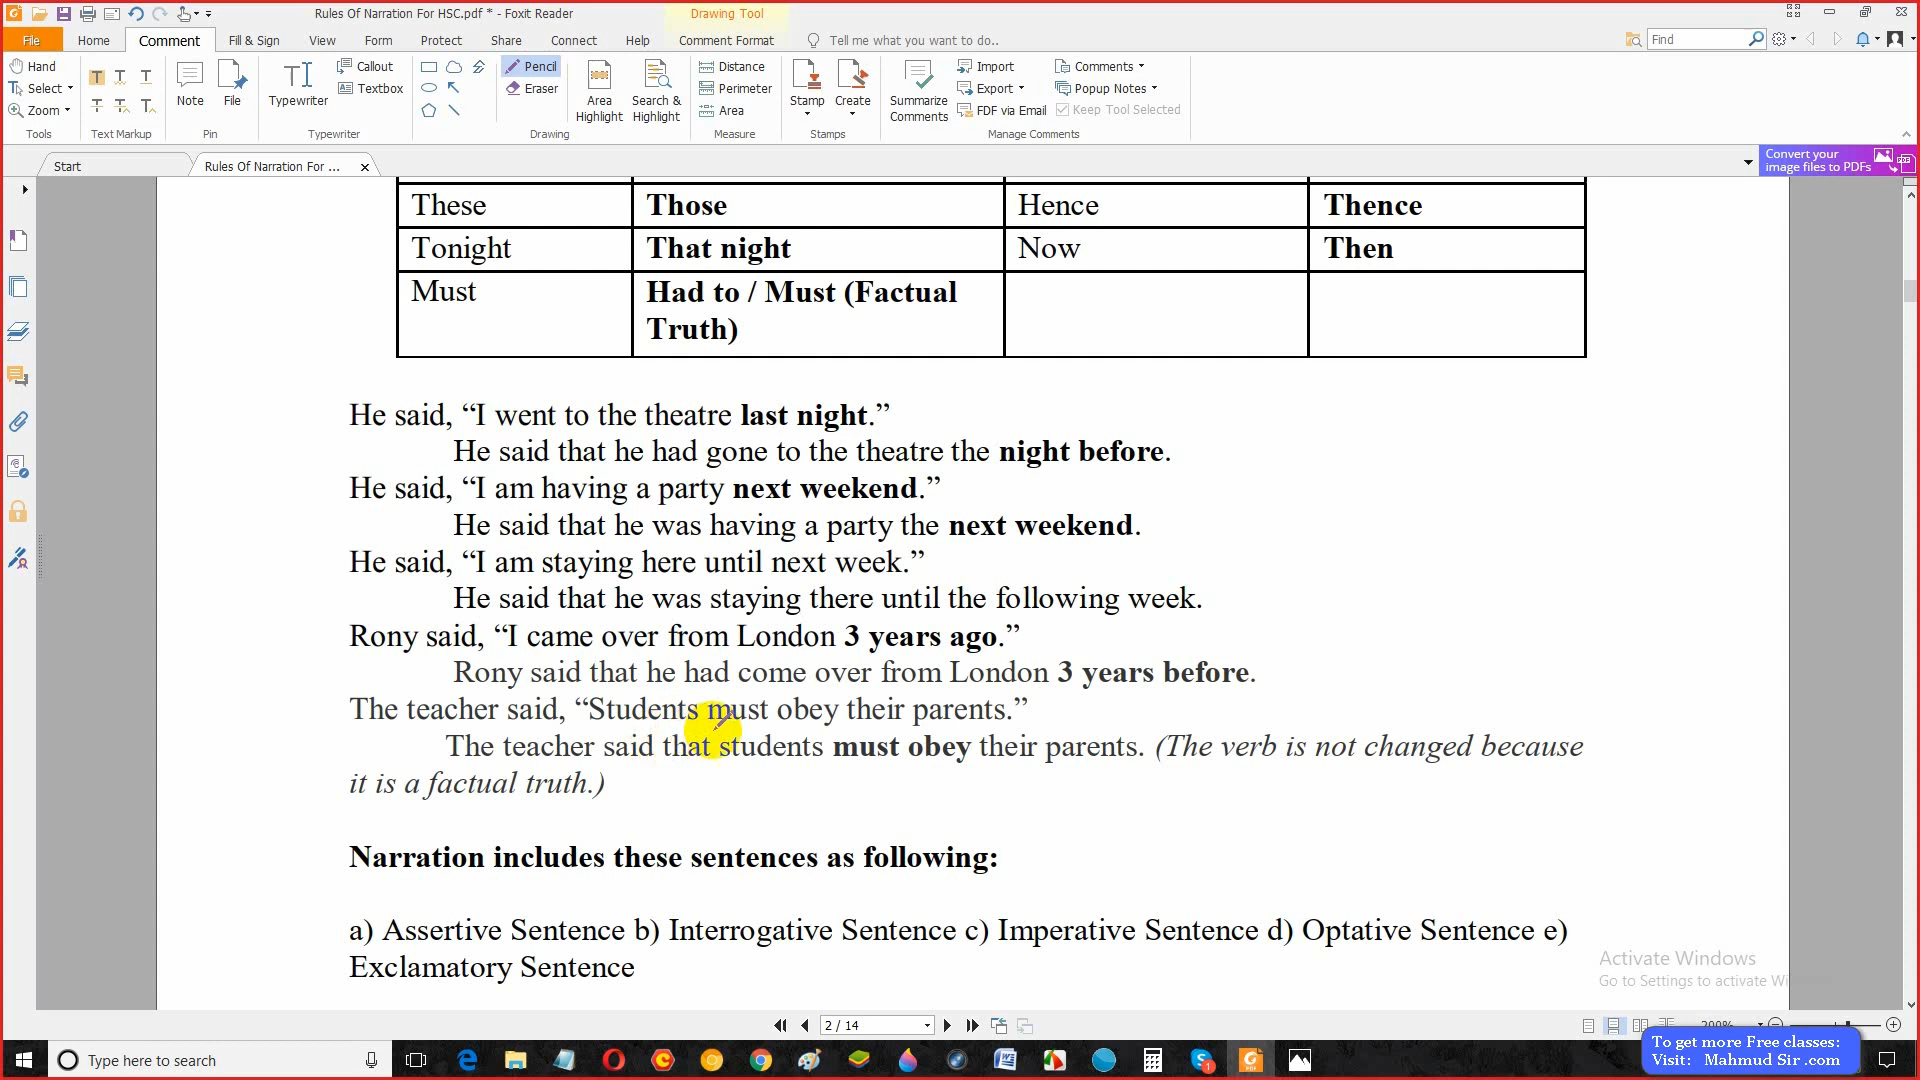 Rules Of Narration For HSC.pdf * - Foxit Reader
Drawing Tool
File Home Comment Fill & Sign View Form Protect Share Connect Help Comment Format Tell me what you want to do.. Find
Hand
Select
Zoom
Tools
Text Markup
Note
File
Pin
Typewriter
Callout
Textbox
Typewriter
Pencil
Eraser
Area Highlight
Search & Highlight
Drawing
Distance
Perimeter
Area
Measure
Stamp
Create
Stamps
Summarize Comments
Import
Export
FDF via Email
Comments
Popup Notes
Keep Tool Selected
Manage Comments
Start
Rules Of Narration For ...
Convert your
image files to PDFs
These Those Hence Thence
Tonight That night Now Then
Must Had to / Must (Factual
Truth)
He said, “I went to the theatre last night.”
He said that he had gone to the theatre the night before.
He said, “I am having a party next weekend.”
He said that he was having a party the next weekend.
He said, “I am staying here until next week.”
He said that he was staying there until the following week.
Rony said, “I came over from London 3 years ago.”
Rony said that he had come over from London 3 years before.
The teacher said, “Students must obey their parents.”
The teacher said that students must obey their parents. (The verb is not changed because
it is a factual truth.)
Narration includes these sentences as following:
a) Assertive Sentence b) Interrogative Sentence c) Imperative Sentence d) Optative Sentence e)
Exclamatory Sentence
Activate Windows
Go to Settings to activate Wi
2 / 14
200%
Type here to search
To get more Free classes:
Visit: Mahmud Sir .com